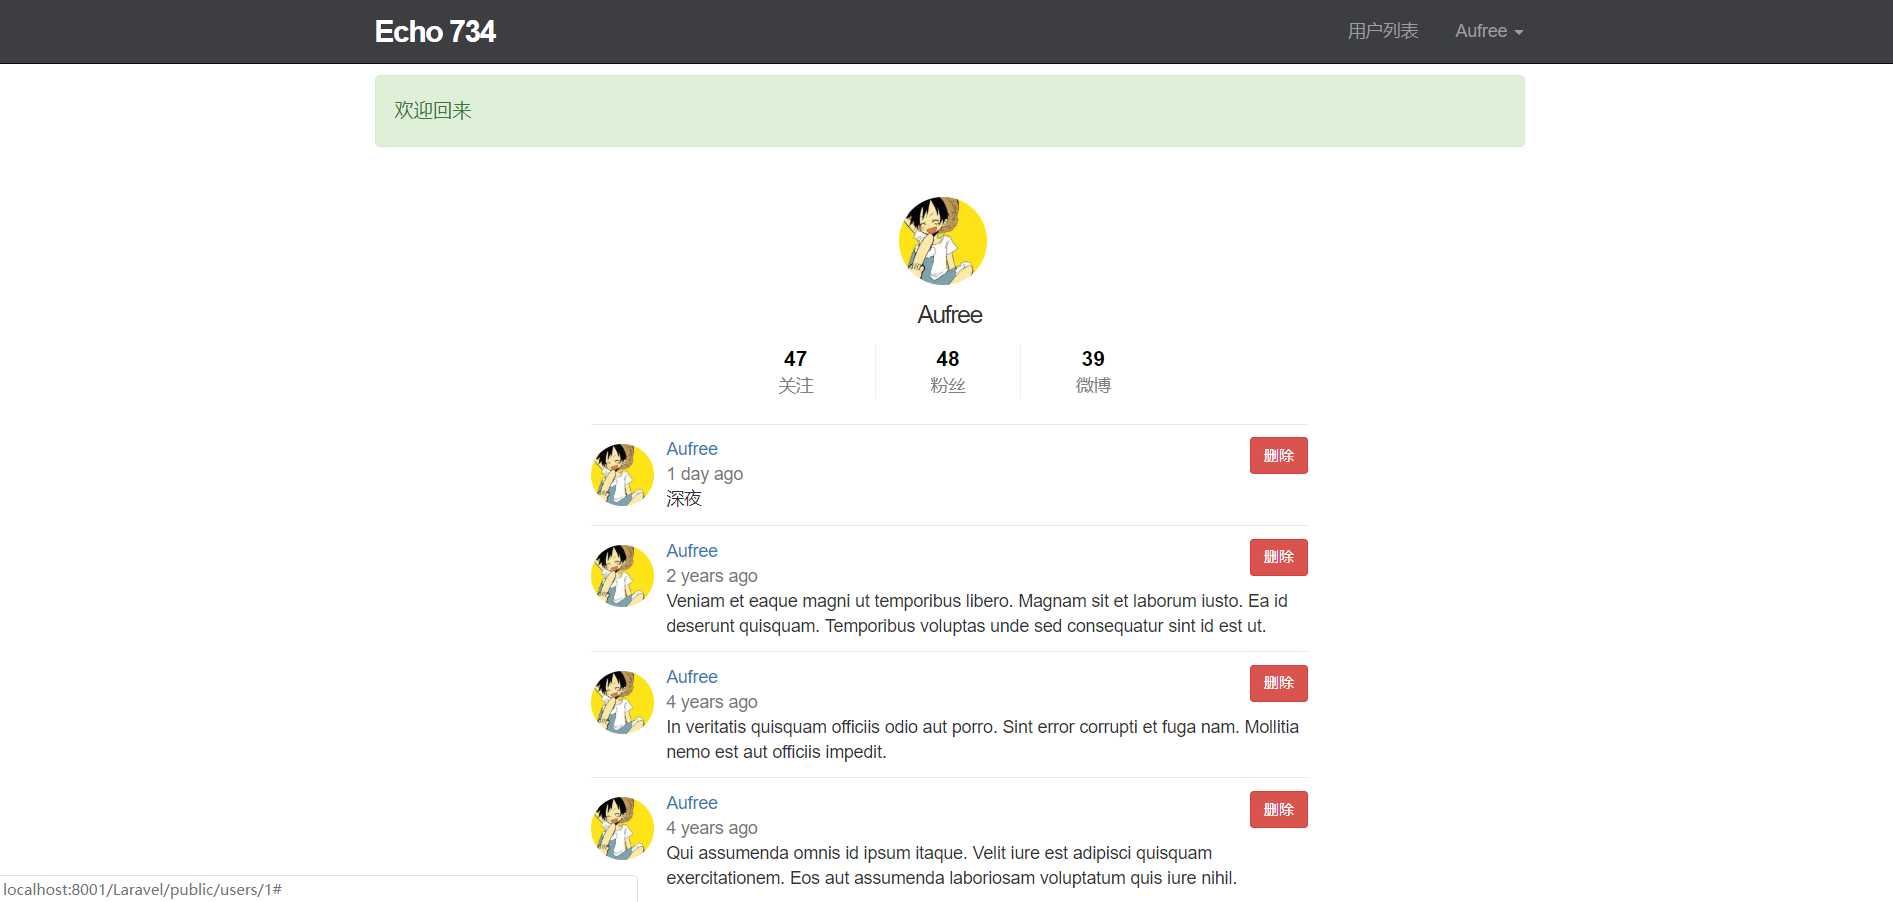 Echo 734
用户列表
Aufree
欢迎回来
Aufree
47
关注
48
粉丝
39
微博
Aufree
删除
1 day ago
深夜
Aufree
删除
2 years ago
Veniam et eaque magni ut temporibus libero. Magnam sit et laborum iusto. Ea id
deserunt quisquam. Temporibus voluptas unde sed consequatur sint id est ut.
Aufree
删除
4 years ago
In veritatis quisquam officiis odio aut porro. Sint error corrupti et fuga nam. Mollitia
nemo est aut officiis impedit.
Aufree
删除
4 years ago
Qui assumenda omnis id ipsum itaque. Velit iure est adipisci quisquam
exercitationem. Eos aut assumenda laboriosam voluptatum quis iure nihil.
localhost:8001/Laravel/public/users/1#